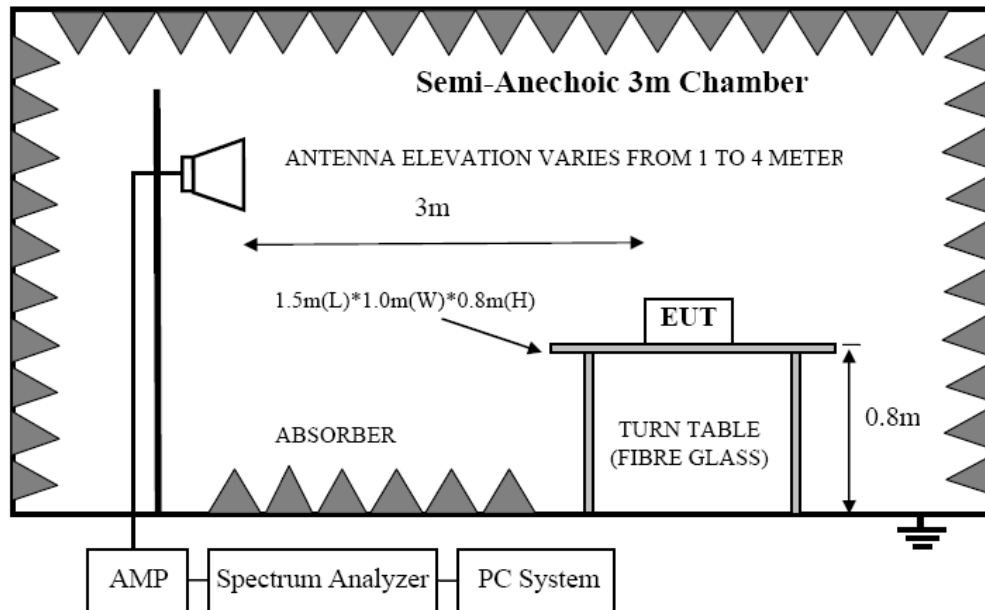 Semi-Anechoic 3m Chamber
ANTENNA ELEVATION VARIES FROM 1 TO 4 METER
3m
1.5m(L)*1.0m(W)*0.8m(H)
EUT
0.8m
ABSORBER
TURN TABLE
(FIBRE GLASS)
AMP
Spectrum Analyzer
PC System